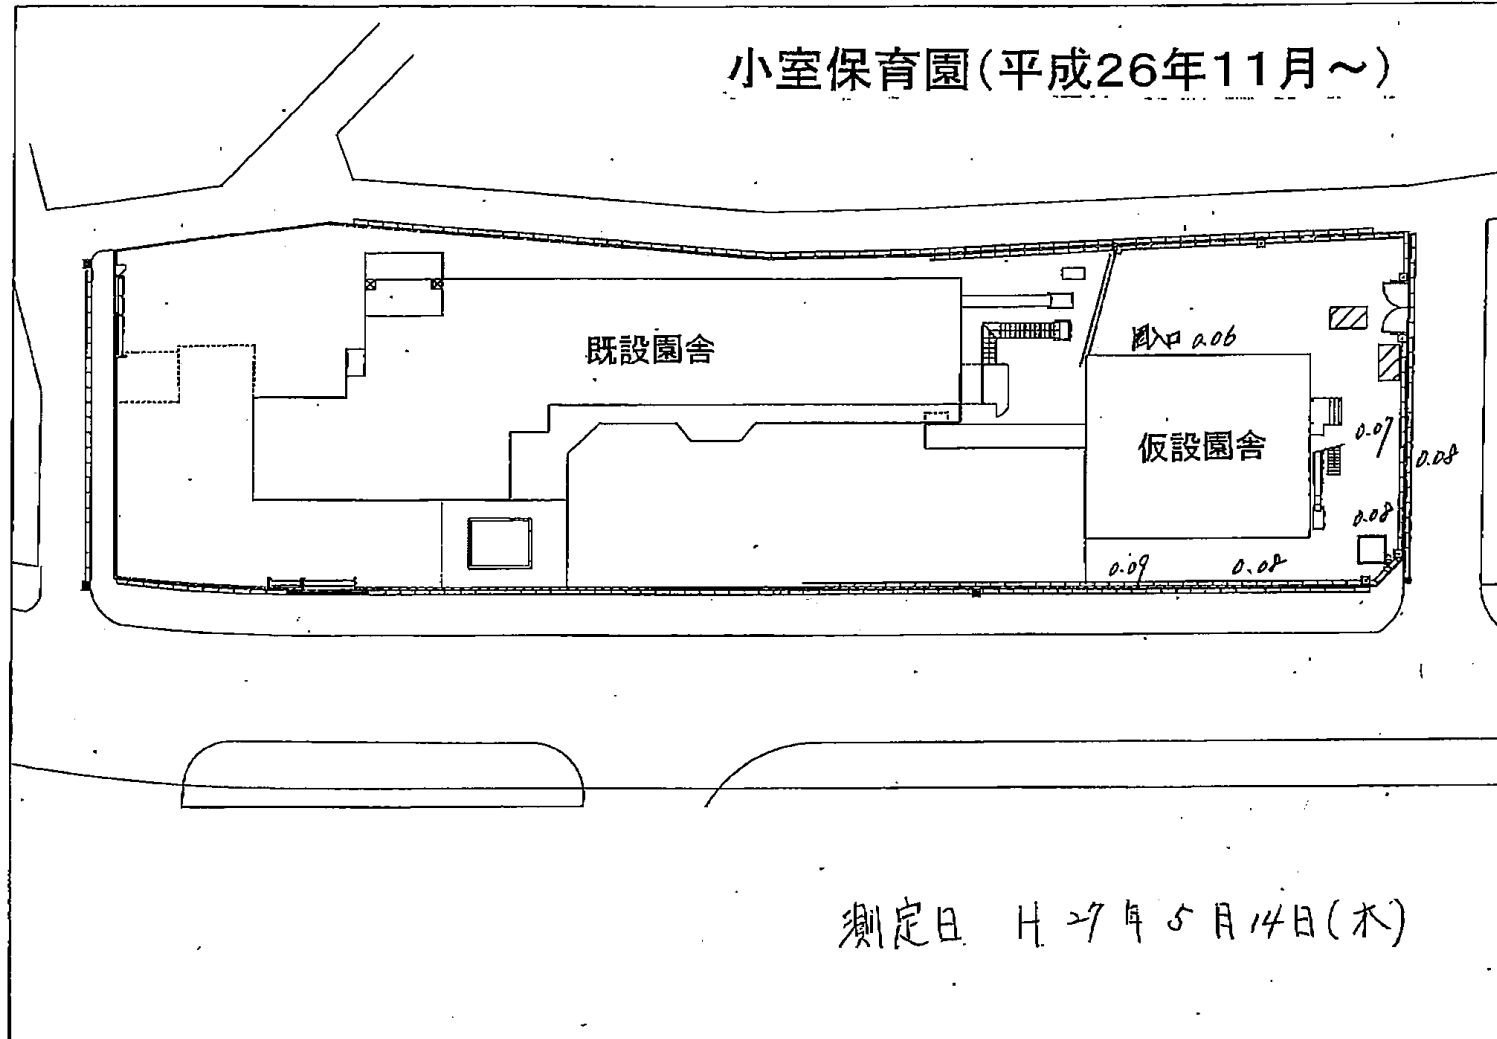 小室保育園(平成26年11月～)
園入口 0.06
既設園舎
仮設園舎
0.07
0.08
0.08
0.09
0.08
測定日 H.27年5月14日(木)